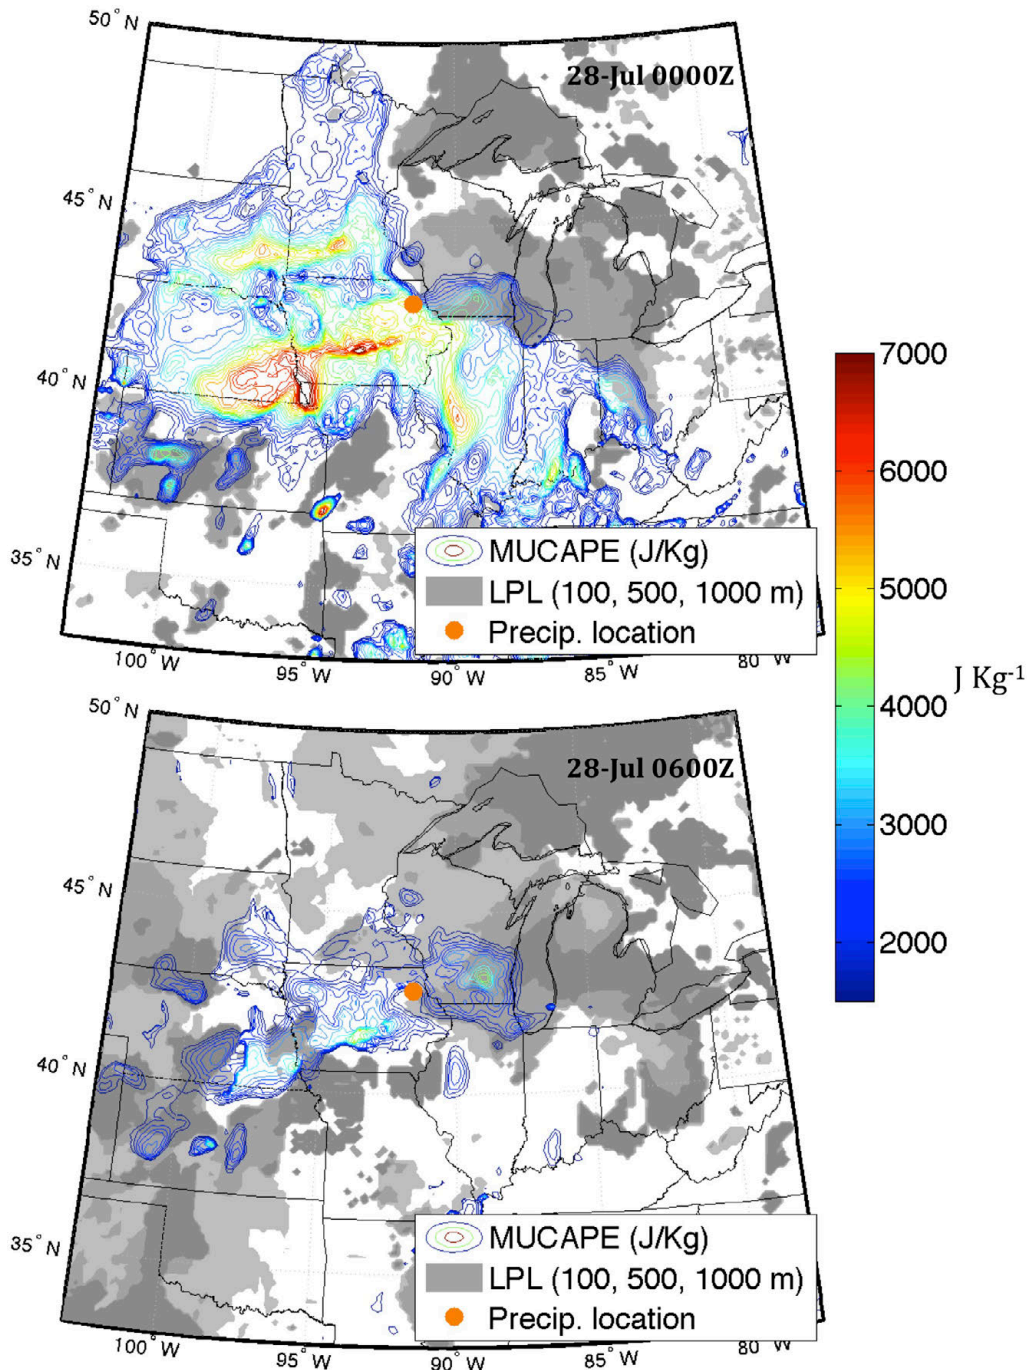 50° N
28-Jul 0000Z
45° N
40° N
35° N
MUCAPE (J/Kg)
LPL (100, 500, 1000 m)
Precip. location
100° W
95° W
90° W
85° W
80° W
7000
6000
5000
4000
3000
2000
J Kg-1
50° N
28-Jul 0600Z
45° N
40° N
35° N
MUCAPE (J/Kg)
LPL (100, 500, 1000 m)
Precip. location
100° W
95° W
90° W
85° W
80° W